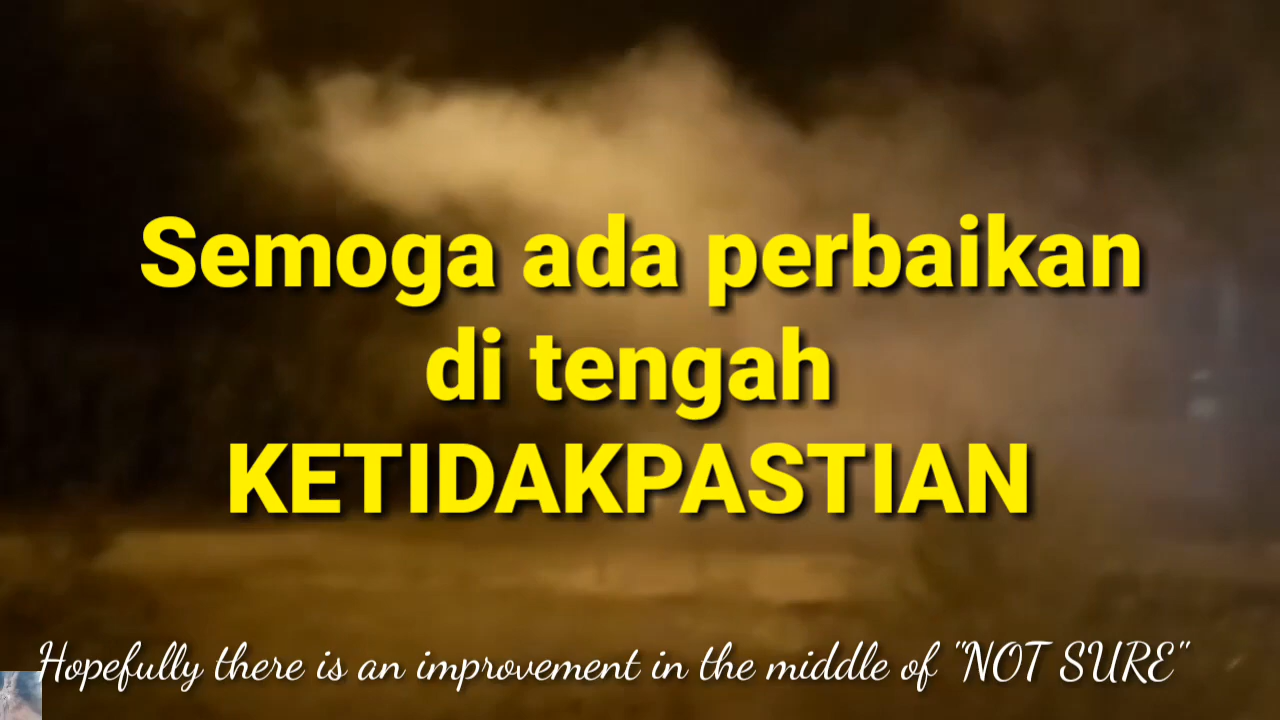 Semoga ada perbaikan
di tengah
KETIDAKPASTIAN
Hopefully there is an improvement in the middle of "NOT SURE"